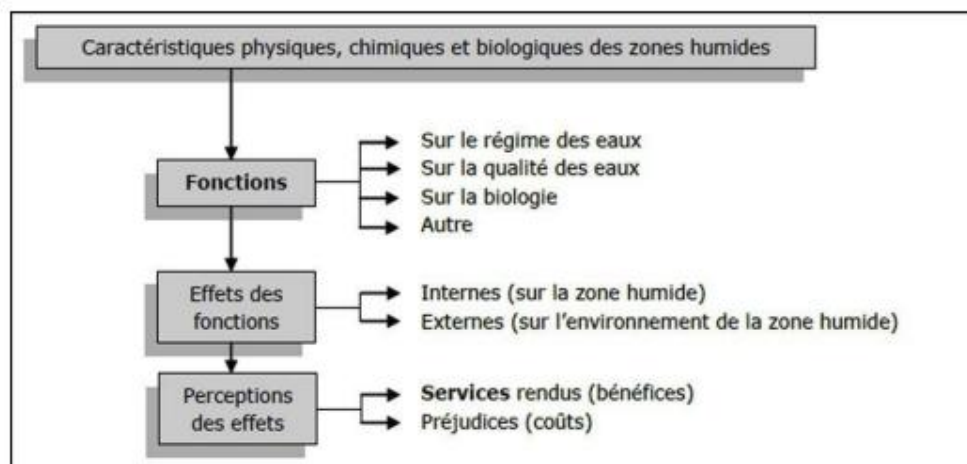 Caractéristiques physiques, chimiques et biologiques des zones humides
Fonctions
Sur le régime des eaux
Sur la qualité des eaux
Sur la biologie
Autre
Effets des
fonctions
Internes (sur la zone humide)
Externes (sur l'environnement de la zone humide)
Perceptions
des effets
Services rendus (bénéfices)
Préjudices (coûts)